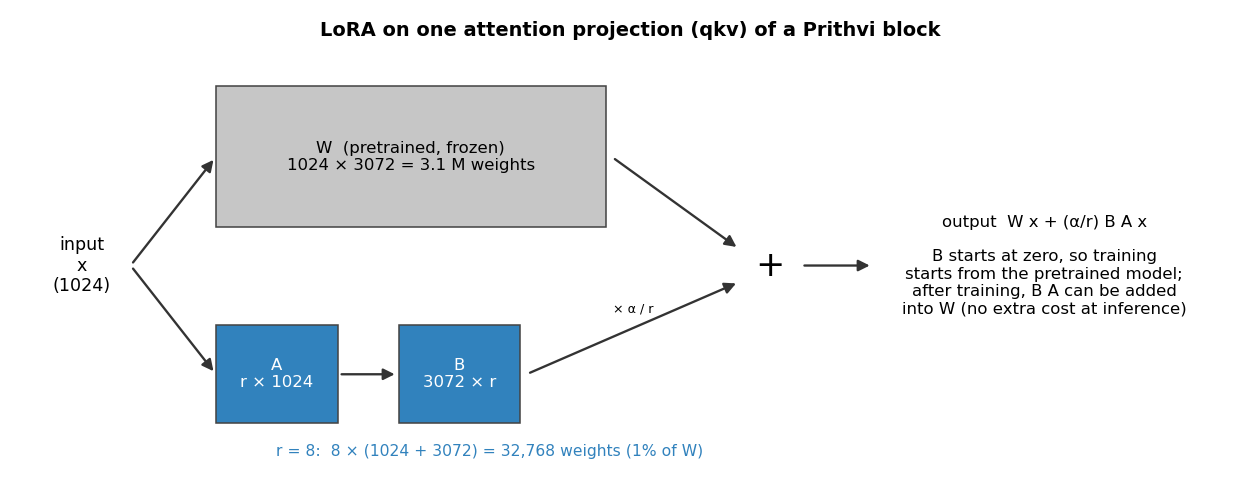 LoRA on one attention projection (qkv) of a Prithvi block
W  (pretrained, frozen)
1024 × 3072 = 3.1 M weights
input
x
(1024)
A
r × 1024
B
3072 × r
× α / r
+
output  W x + (α/r) B A x
B starts at zero, so training
starts from the pretrained model;
after training, B A can be added
into W (no extra cost at inference)
r = 8:  8 × (1024 + 3072) = 32,768 weights (1% of W)